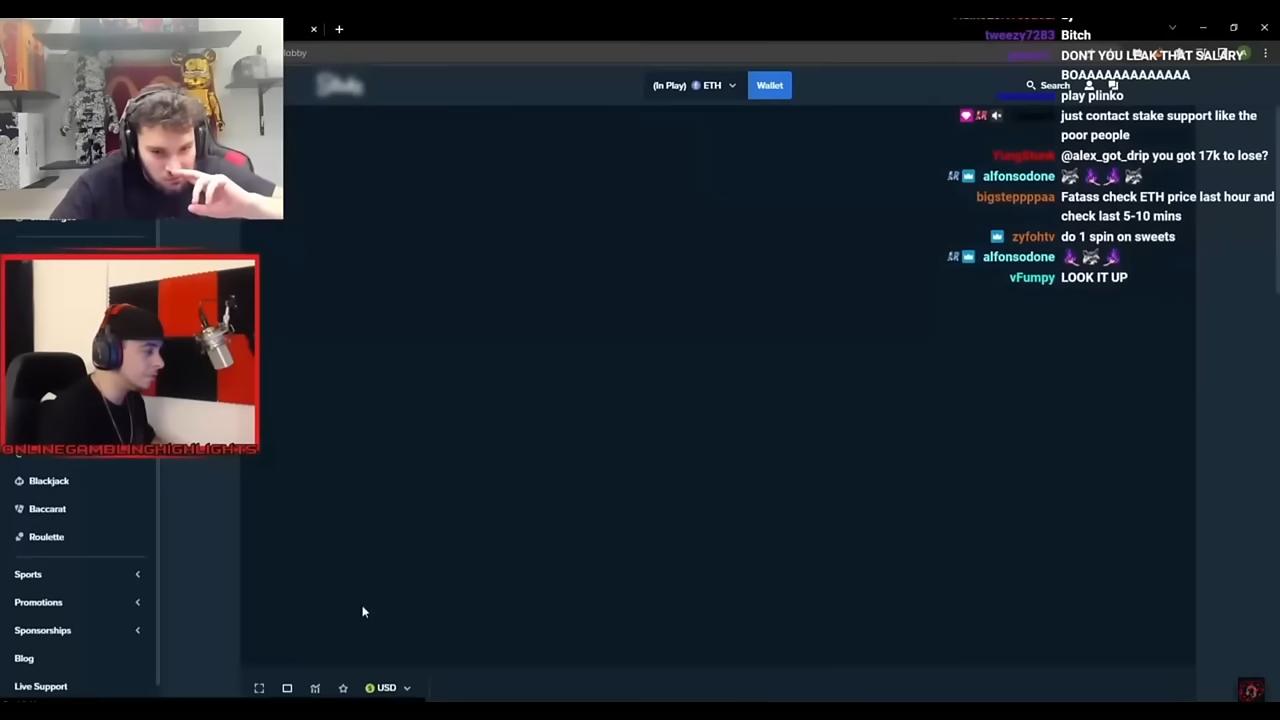 lobby
(In Play) ETH
Wallet
Search
tweezy7283 Bitch
DONT YOU LEAK THAT SALARY
BOAAAAAAAAAAAAA
play plinko
just contact stake support like the
poor people
YungSkunk @alex_got_drip you got 17k to lose?
alfonsodone
bigsteppppaa Fatass check ETH price last hour and
check last 5-10 mins
zyfohtv do 1 spin on sweets
alfonsodone
vFumpy LOOK IT UP
ONLINEGAMBLINGHIGHLIGHTS
Blackjack
Baccarat
Roulette
Sports
Promotions
Sponsorships
Blog
Live Support
USD